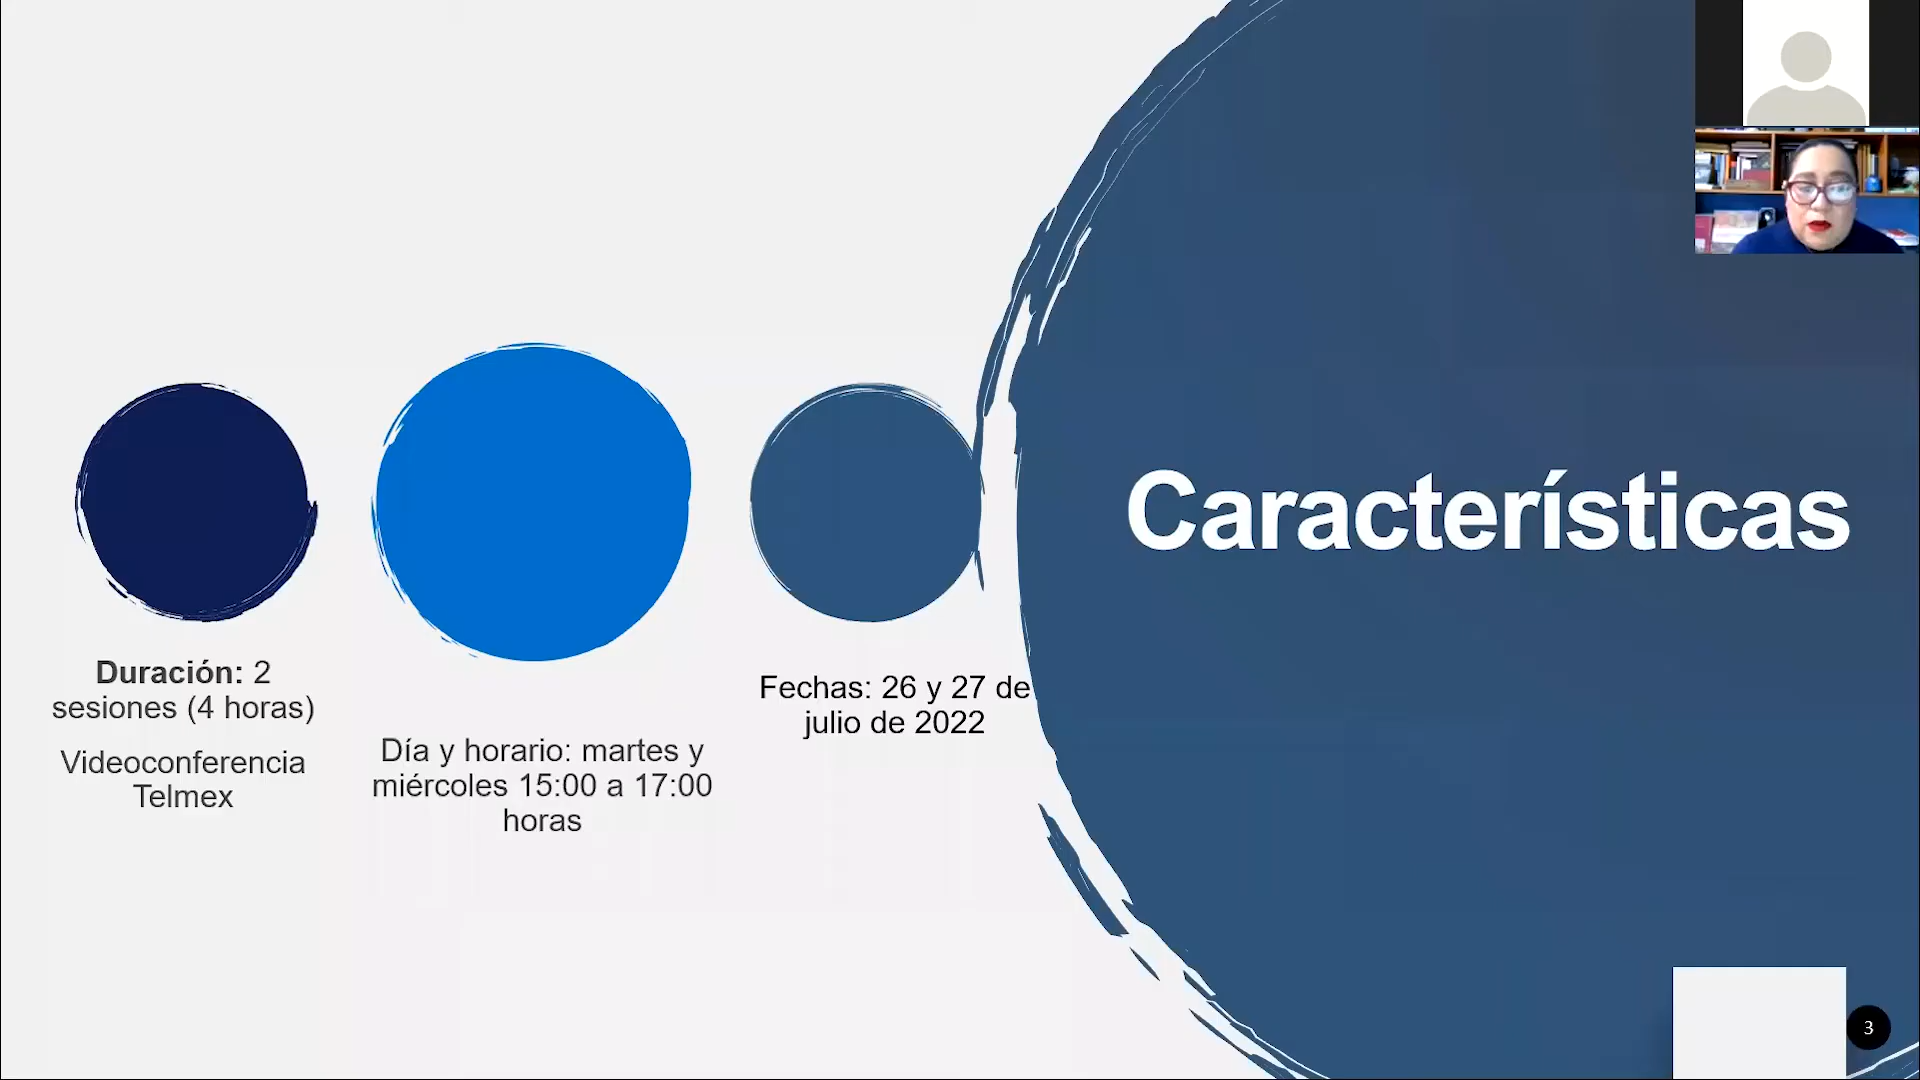 Características
Duración: 2
sesiones (4 horas)
Videoconferencia
Telmex
Día y horario: martes y
miércoles 15:00 a 17:00
horas
Fechas: 26 y 27 de
julio de 2022
3